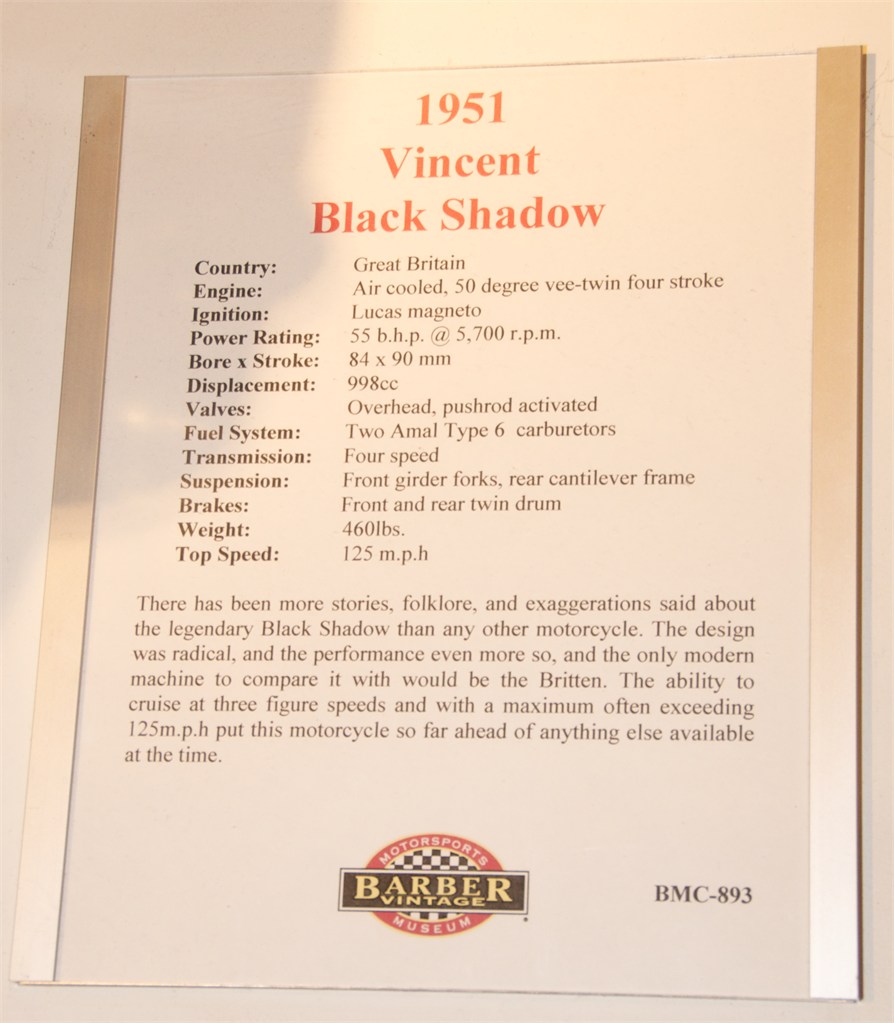 1951
Vincent
Black Shadow
Country: Great Britain
Engine: Air cooled, 50 degree vee-twin four stroke
Ignition: Lucas magneto
Power Rating: 55 b.h.p. @ 5,700 r.p.m.
Bore x Stroke: 84 x 90 mm
Displacement: 998cc
Valves: Overhead, pushrod activated
Fuel System: Two Amal Type 6 carburetors
Transmission: Four speed
Suspension: Front girder forks, rear cantilever frame
Brakes: Front and rear twin drum
Weight: 460lbs.
Top Speed: 125 m.p.h
There has been more stories, folklore, and exaggerations said about
the legendary Black Shadow than any other motorcycle. The design
was radical, and the performance even more so, and the only modern
machine to compare it with would be the Britten. The ability to
cruise at three figure speeds and with a maximum often exceeding
125m.p.h put this motorcycle so far ahead of anything else available
at the time.
MOTORSPORTS
BARBER
VINTAGE
MUSEUM
BMC-893